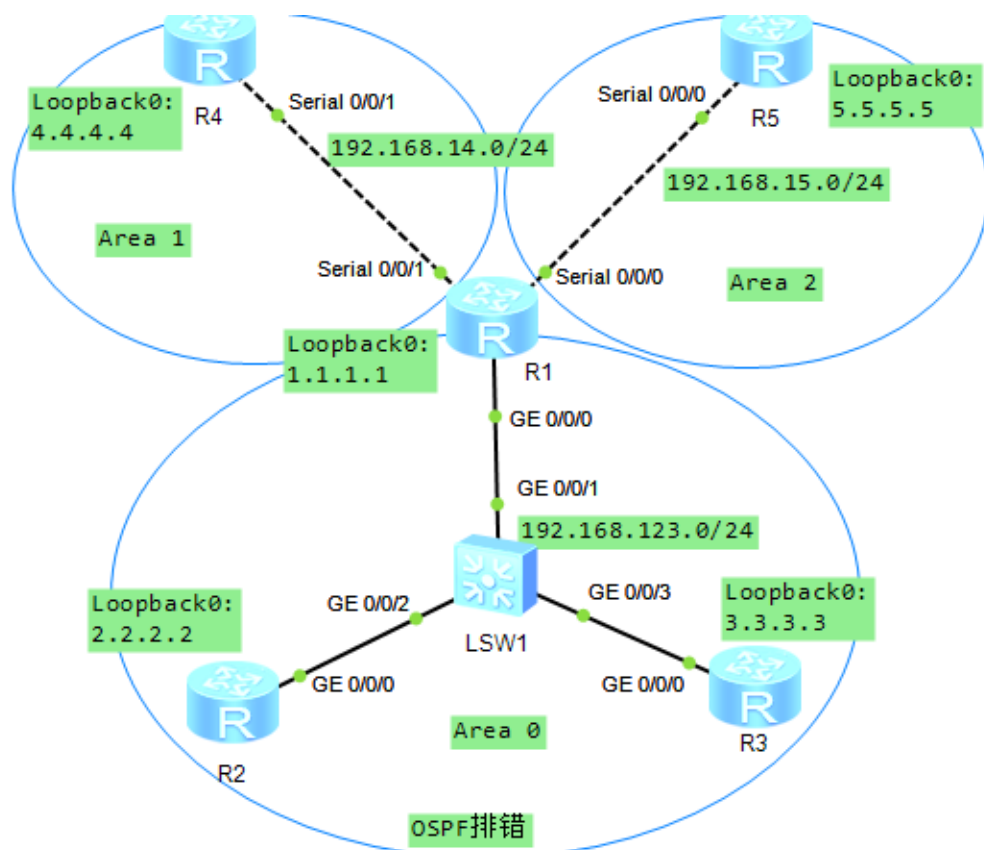 Loopback0:
4.4.4.4
R4
Serial 0/0/1
192.168.14.0/24
Area 1
Serial 0/0/1
Serial 0/0/0
R5
Loopback0:
5.5.5.5
192.168.15.0/24
Area 2
Serial 0/0/0
Loopback0:
1.1.1.1
R
R1
GE 0/0/0
GE 0/0/1
192.168.123.0/24
Loopback0:
2.2.2.2
GE 0/0/2
LSW1
GE 0/0/3
Loopback0:
3.3.3.3
R
GE 0/0/0
R2
GE 0/0/0
R
R3
Area 0
OSPF排错
R
R